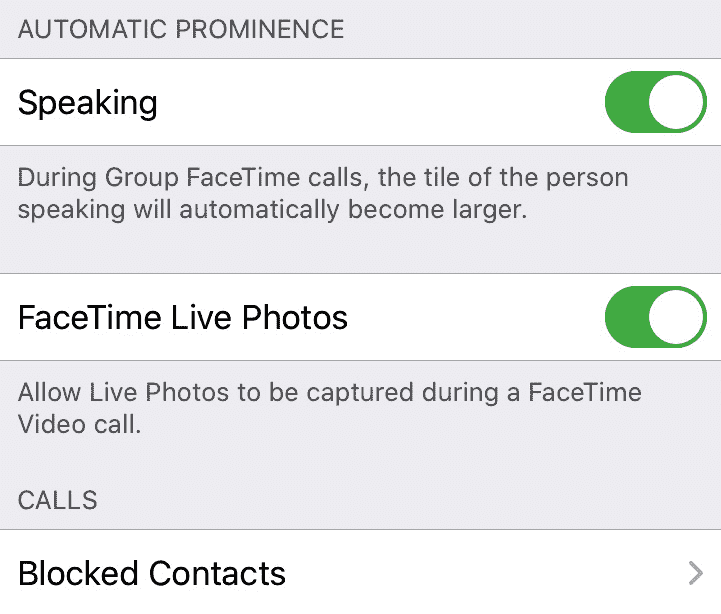 AUTOMATIC PROMINENCE
Speaking
During Group FaceTime calls, the tile of the person
speaking will automatically become larger.
FaceTime Live Photos
Allow Live Photos to be captured during a FaceTime
Video call.
CALLS
Blocked Contacts